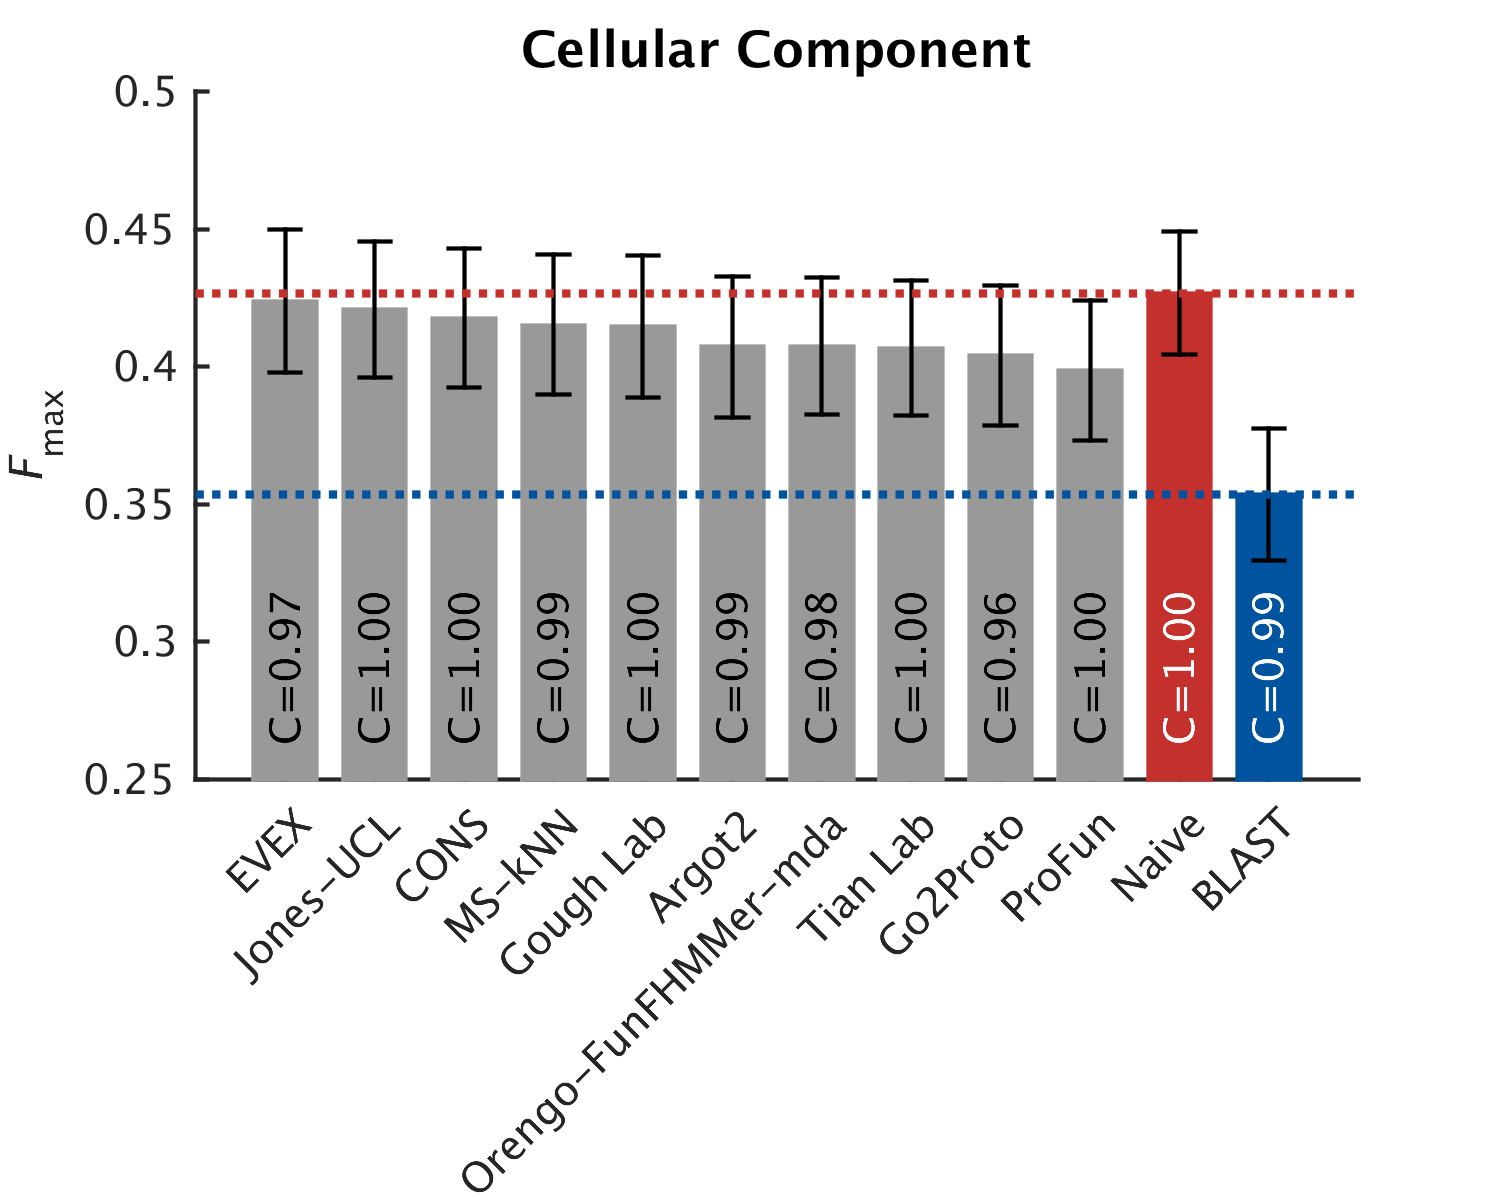 Cellular Component
0.5
0.45
0.4
0.35
0.3
0.25
Fmax
C=0.97
C=1.00
C=1.00
C=0.99
C=1.00
C=0.99
C=0.98
C=1.00
C=0.96
C=1.00
C=1.00
C=0.99
EVEX
Jones-UCL
CONS
MS-kNN
Gough Lab
Argot2
Orengo-FunFHMMer-mda
Tian Lab
Go2Proto
ProFun
Naive
BLAST